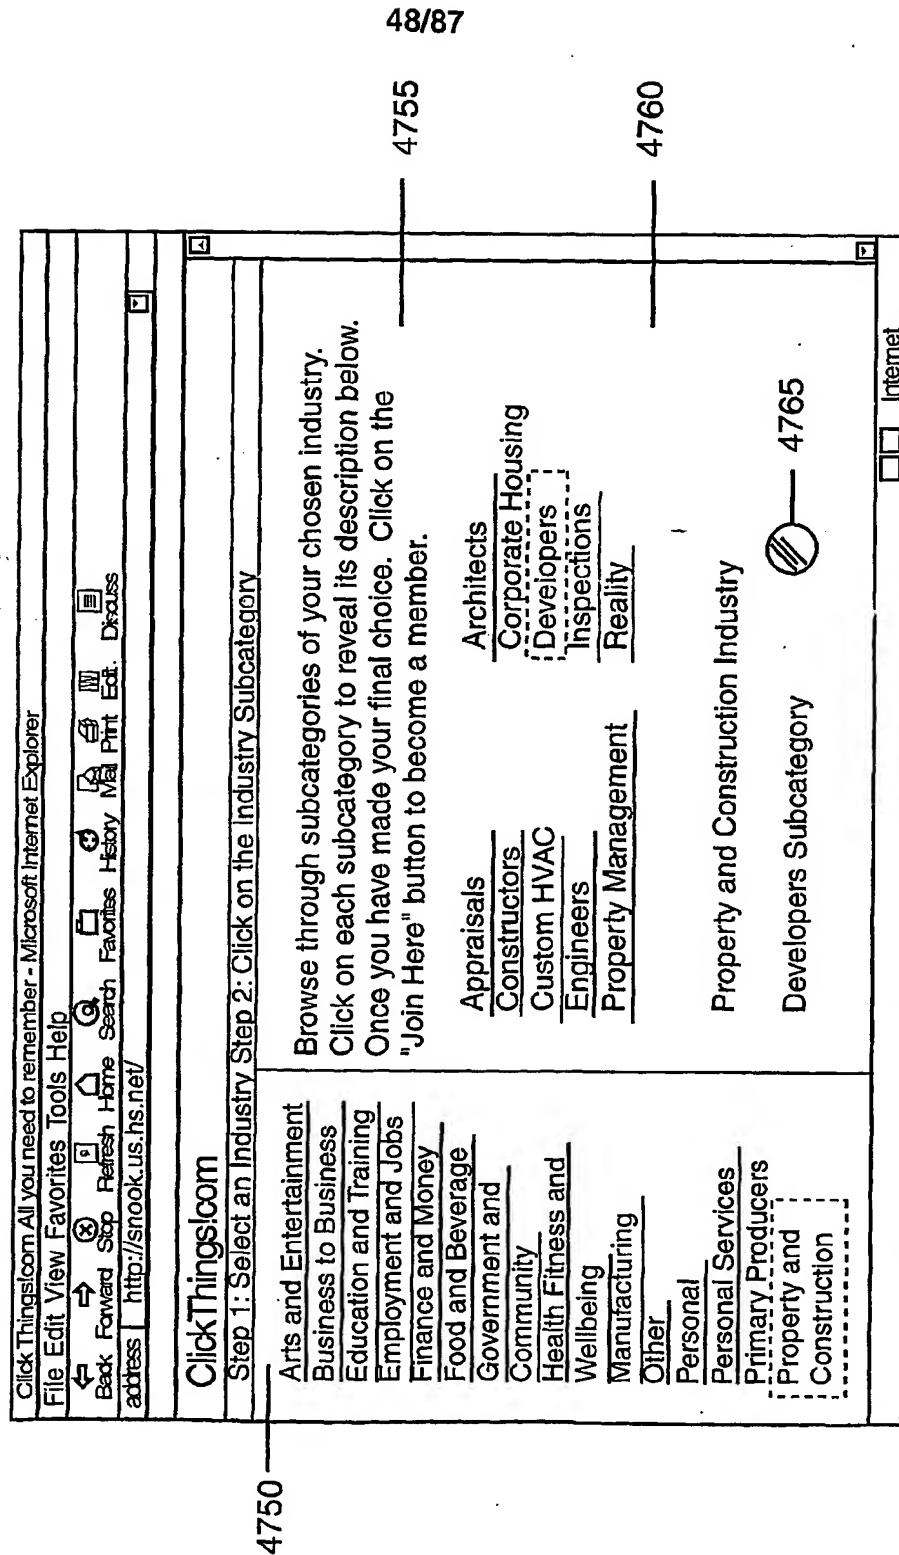 48/87
Click Things!com All you need to remember - Microsoft Internet Explorer
File Edit View Favorites Tools Help
Back Forward Stop Refresh Home Search Favorites History Mail Print Edit. Discuss
address http://snook.us.hs.net/
ClickThings!com
Step 1: Select an Industry Step 2: Click on the Industry Subcategory
4750
Arts and Entertainment
Business to Business
Education and Training
Employment and Jobs
Finance and Money
Food and Beverage
Government and
Community
Health Fitness and
Wellbeing
Manufacturing
Other
Personal
Personal Services
Primary Producers
Property and
Construction
Browse through subcategories of your chosen industry.
Click on each subcategory to reveal its description below.
Once you have made your final choice. Click on the
"Join Here" button to become a member.
4755
Appraisals
Constructors
Custom HVAC
Engineers
Property Management
Architects
Corporate Housing
Developers
Inspections
Reality
4760
Property and Construction Industry
Developers Subcategory
4765
Internet